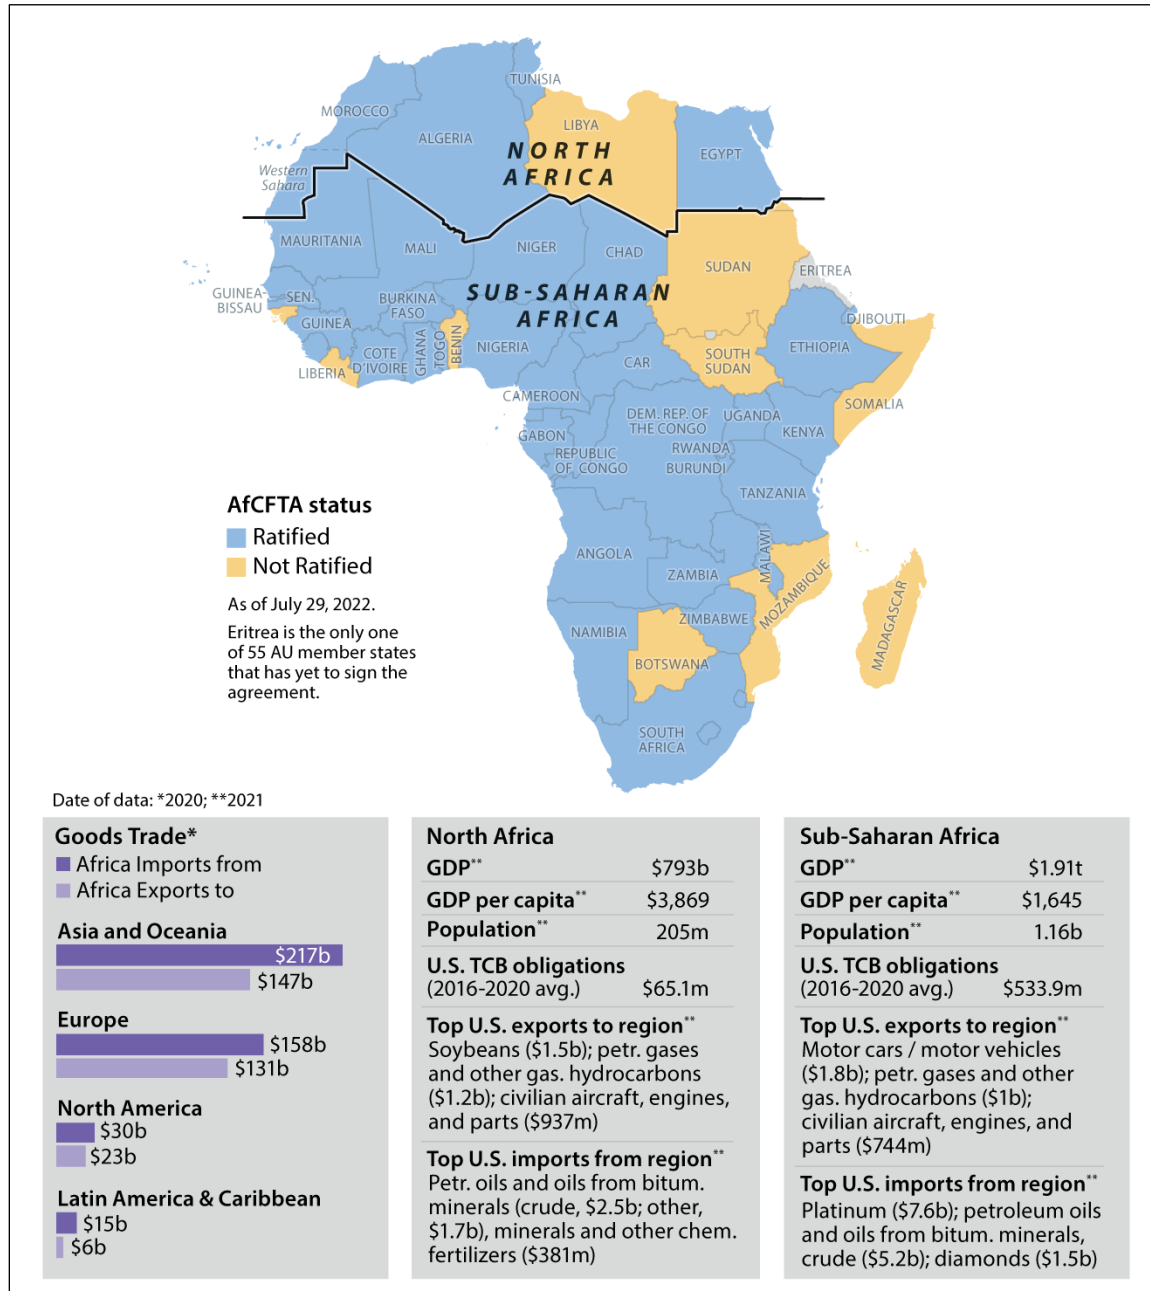 TUNISIA
MOROCCO
LIBYA
ALGERIA
EGYPT
NORTH
AFRICA
Western
Sahara
MAURITANIA
MALI
NIGER
CHAD
SUDAN
ERITREA
GUINEA-
BISSAU
SEN.
BURKINA
FASO
SUB-SAHARAN
AFRICA
DJIBOUTI
GUINEA
NIGERIA
ETHIOPIA
LIBERIA
COTE
D'IVOIRE
GHANA
TOGO
BENIN
CAR
SOUTH
SUDAN
CAMEROON
SOMALIA
DEM. REP. OF
THE CONGO
UGANDA
KENYA
GABON
REPUBLIC
OF CONGO
RWANDA
BURUNDI
TANZANIA
ANGOLA
ZAMBIA
MALAWI
MOZAMBIQUE
ZIMBABWE
NAMIBIA
BOTSWANA
MADAGASCAR
SOUTH
AFRICA
AfCFTA status
Ratified
Not Ratified
As of July 29, 2022.
Eritrea is the only one
of 55 AU member states
that has yet to sign the
agreement.
Date of data: *2020; **2021
Goods Trade*
Africa Imports from
Africa Exports to
Asia and Oceania
$217b
$147b
Europe
$158b
$131b
North America
$30b
$23b
Latin America & Caribbean
$15b
$6b
North Africa
GDP** $793b
GDP per capita** $3,869
Population** 205m
U.S. TCB obligations
(2016-2020 avg.) $65.1m
Top U.S. exports to region**
Soybeans ($1.5b); petr. gases
and other gas. hydrocarbons
($1.2b); civilian aircraft, engines,
and parts ($937m)
Top U.S. imports from region**
Petr. oils and oils from bitum.
minerals (crude, $2.5b; other,
$1.7b), minerals and other chem.
fertilizers ($381m)
Sub-Saharan Africa
GDP** $1.91t
GDP per capita** $1,645
Population** 1.16b
U.S. TCB obligations
(2016-2020 avg.) $533.9m
Top U.S. exports to region**
Motor cars / motor vehicles
($1.8b); petr. gases and other
gas. hydrocarbons ($1b);
civilian aircraft, engines, and
parts ($744m)
Top U.S. imports from region**
Platinum ($7.6b); petroleum oils
and oils from bitum. minerals,
crude ($5.2b); diamonds ($1.5b)